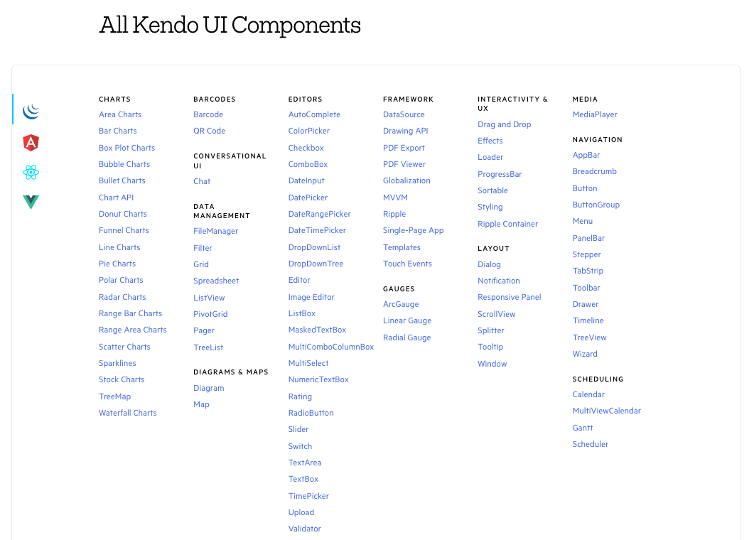 All Kendo UI Components
CHARTS
Area Charts
Bar Charts
Box Plot Charts
Bubble Charts
Bullet Charts
Chart API
Donut Charts
Funnel Charts
Line Charts
Pie Charts
Polar Charts
Radar Charts
Range Bar Charts
Range Area Charts
Scatter Charts
Sparklines
Stock Charts
TreeMap
Waterfall Charts
BARCODES
Barcode
QR Code
CONVERSATIONAL
UI
Chat
DATA
MANAGEMENT
FileManager
Filter
Grid
Spreadsheet
ListView
PivotGrid
Pager
TreeList
DIAGRAMS & MAPS
Diagram
Map
EDITORS
AutoComplete
ColorPicker
Checkbox
ComboBox
DateInput
DatePicker
DateRangePicker
DateTimePicker
DropDownList
DropDownTree
Editor
Image Editor
ListBox
MaskedTextBox
MultiComboColumnBox
MultiSelect
NumericTextBox
Rating
RadioButton
Slider
Switch
TextArea
TextBox
TimePicker
Upload
Validator
FRAMEWORK
DataSource
Drawing API
PDF Export
PDF Viewer
Globalization
MVVM
Ripple
Single-Page App
Templates
Touch Events
GAUGES
ArcGauge
Linear Gauge
Radial Gauge
INTERACTIVITY &
UX
Drag and Drop
Effects
Loader
ProgressBar
Sortable
Styling
Ripple Container
LAYOUT
Dialog
Notification
Responsive Panel
ScrollView
Splitter
Tooltip
Window
MEDIA
MediaPlayer
NAVIGATION
AppBar
Breadcrumb
Button
ButtonGroup
Menu
PanelBar
Stepper
TabStrip
Toolbar
Drawer
Timeline
TreeView
Wizard
SCHEDULING
Calendar
MultiViewCalendar
Gantt
Scheduler